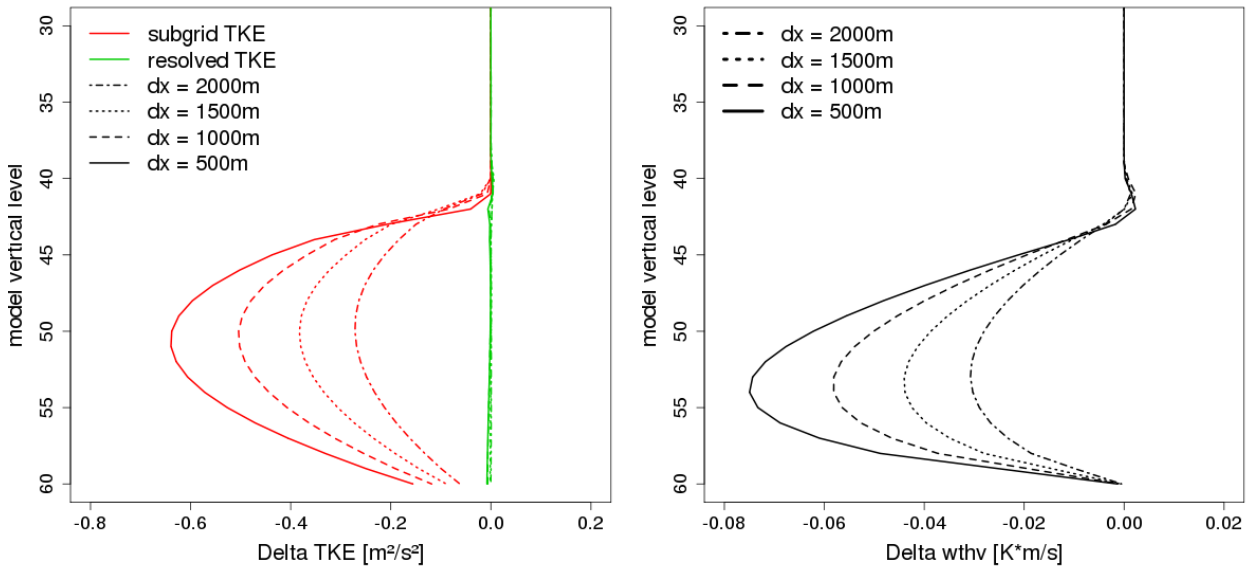 subgrid TKE
resolved TKE
dx = 2000m
dx = 1500m
dx = 1000m
dx = 500m
30
35
40
45
50
55
60
model vertical level
-0.8
-0.6
-0.4
-0.2
0.0
0.2
Delta TKE [m²/s²]
dx = 2000m
dx = 1500m
dx = 1000m
dx = 500m
30
35
40
45
50
55
60
model vertical level
-0.08
-0.06
-0.04
-0.02
0.00
0.02
Delta wthv [K*m/s]